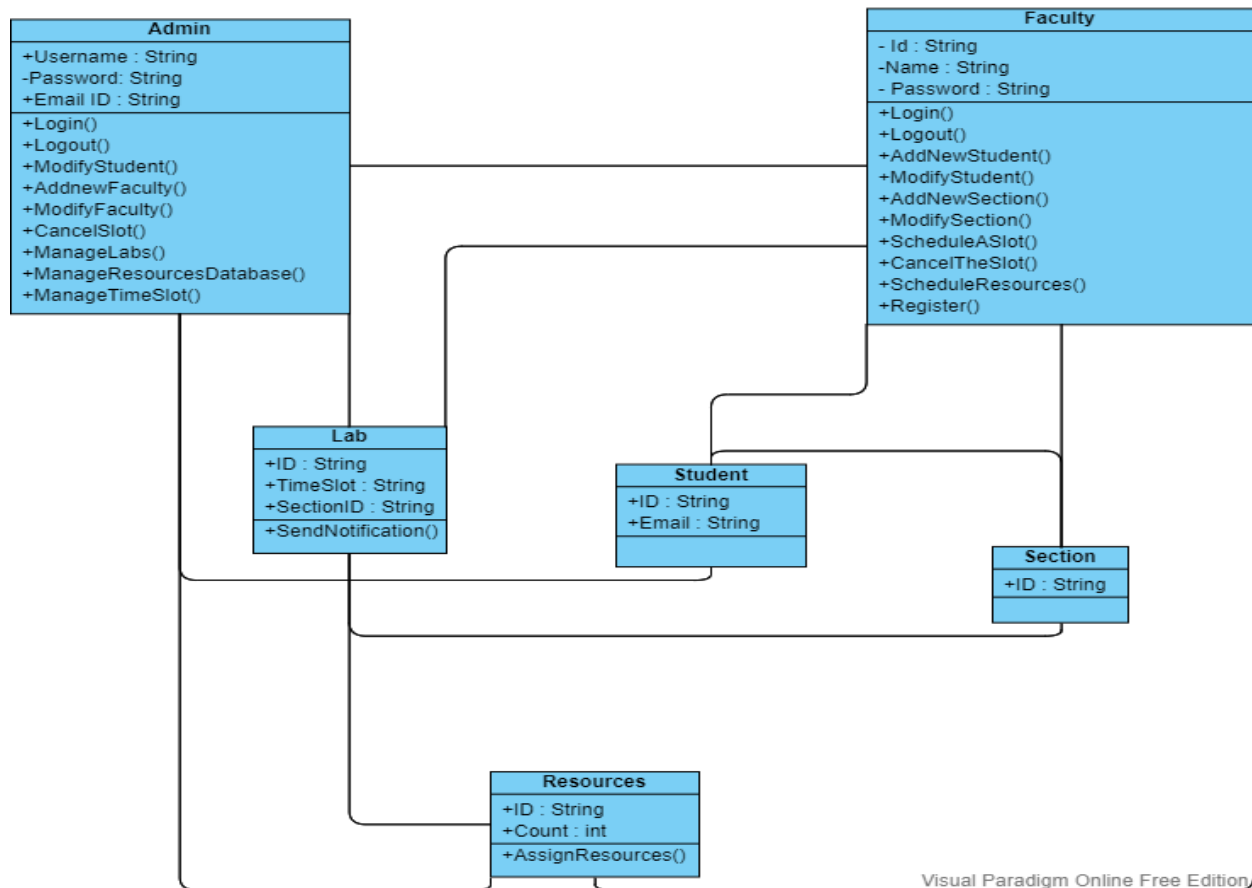 Admin
+Username : String
-Password: String
+Email ID : String
+Login()
+Logout()
+ModifyStudent()
+AddnewFaculty()
+ModifyFaculty()
+CancelSlot()
+ManageLabs()
+ManageResourcesDatabase()
+ManageTimeSlot()
Faculty
- Id : String
-Name : String
- Password : String
+Login()
+Logout()
+AddNewStudent()
+ModifyStudent()
+AddNewSection()
+ModifySection()
+ScheduleASlot()
+CancelTheSlot()
+ScheduleResources()
+Register()
Lab
+ID : String
+TimeSlot : String
+SectionID : String
+SendNotification()
Student
+ID : String
+Email : String
Section
+ID : String
Resources
+ID : String
+Count : int
+AssignResources()
Visual Paradigm Online Free Edition